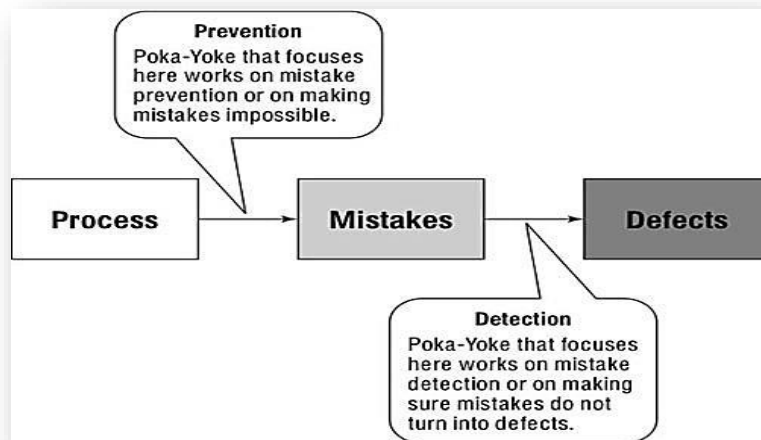 Prevention
Poka-Yoke that focuses
here works on mistake
prevention or on making
mistakes impossible.
Process
Mistakes
Defects
Detection
Poka-Yoke that focuses
here works on mistake
detection or on making
sure mistakes do not
turn into defects.